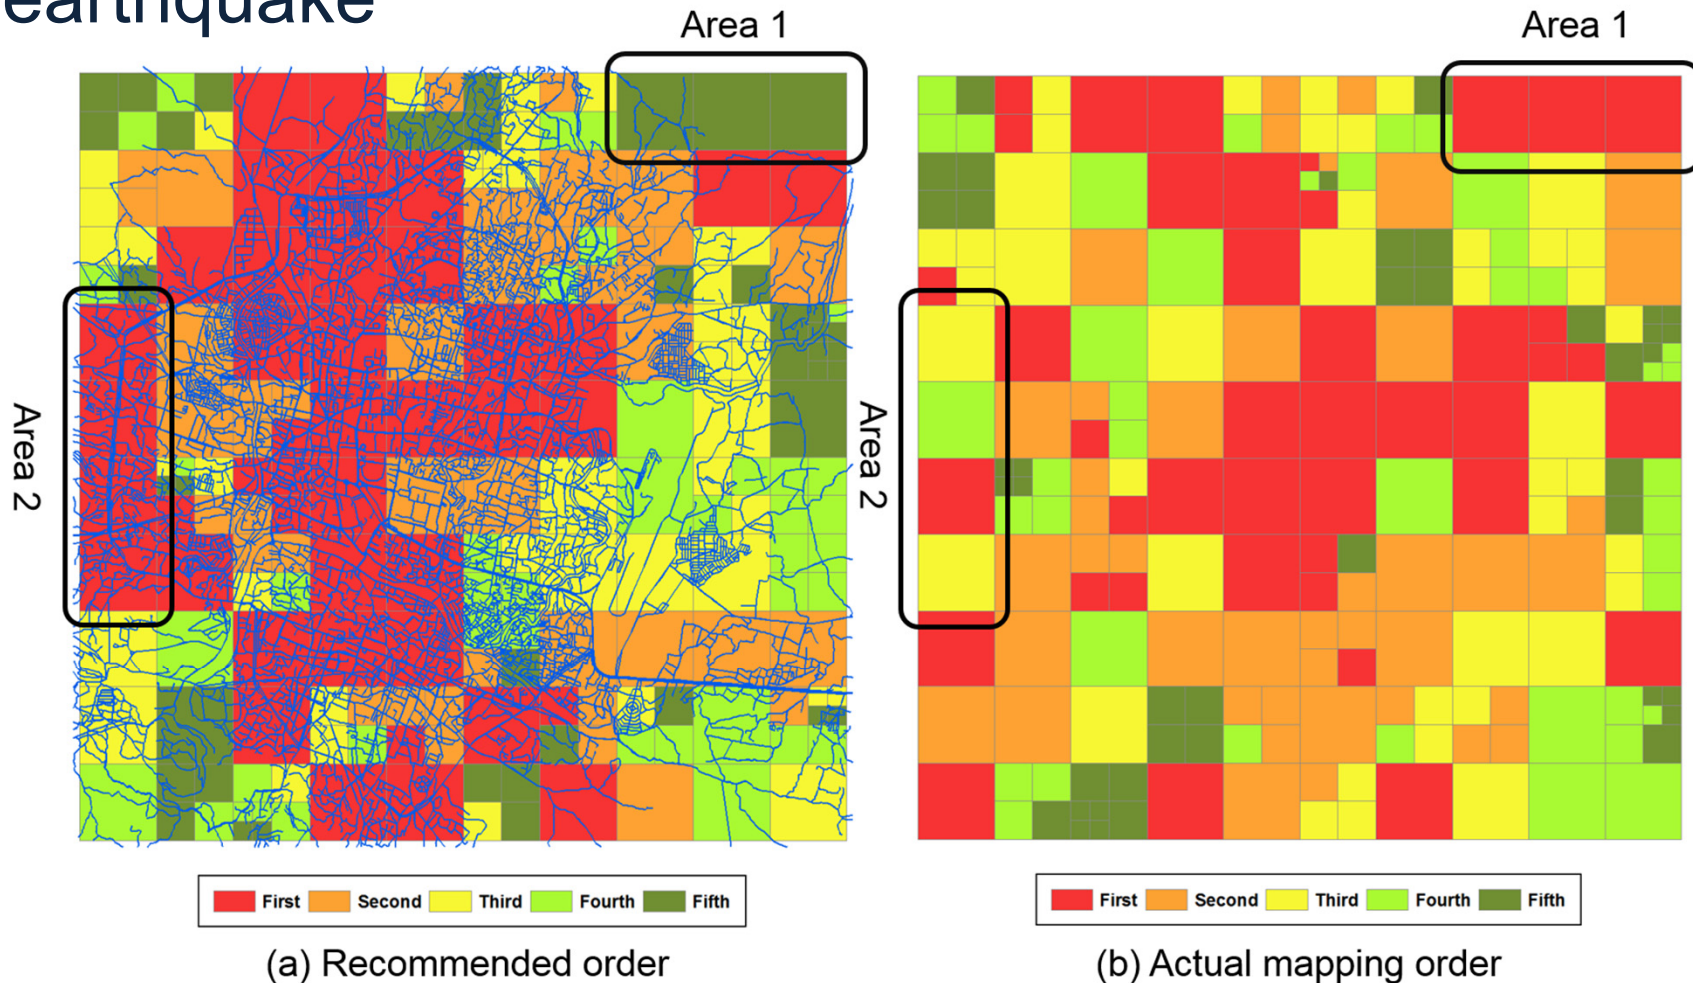 earthquake
Area 1
Area 1
Area 2
Area 2
First Second Third Fourth Fifth
First Second Third Fourth Fifth
(a) Recommended order
(b) Actual mapping order